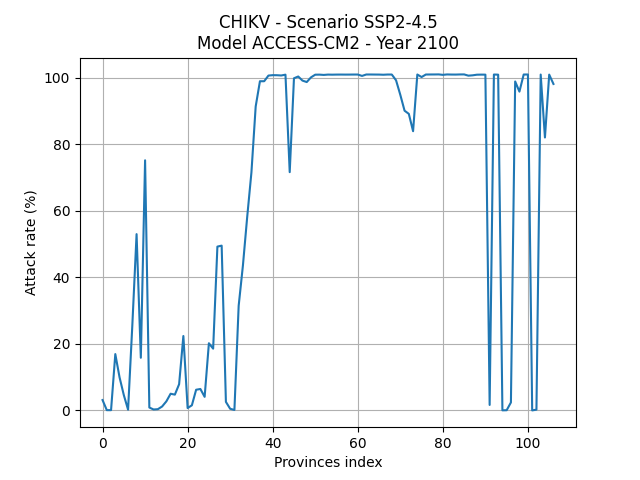 CHIKV - Scenario SSP2-4.5
Model ACCESS-CM2 - Year 2100
100
80
60
40
20
0
Attack rate (%)
0 20 40 60 80 100
Provinces index